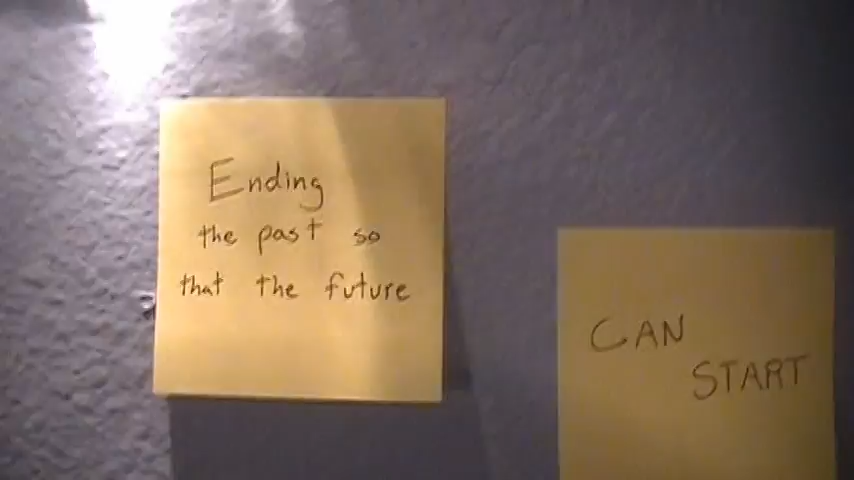 Ending
the past so
that the future
CAN
START